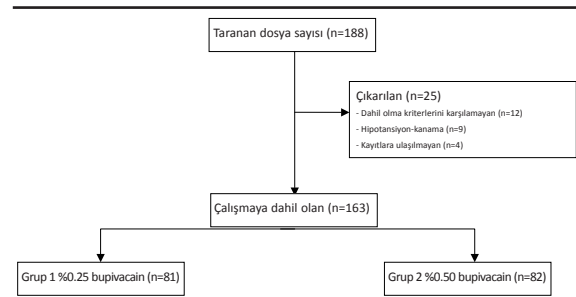 Taranan dosya sayısı (n=188)
Çıkarılan (n=25)
- Dahil olma kriterlerini karşılamayan (n=12)
- Hipotansiyon-kanama (n=9)
- Kayıtlara ulaşılmayan (n=4)
Çalışmaya dahil olan (n=163)
Grup 1 %0.25 bupivacain (n=81)
Grup 2 %0.50 bupivacain (n=82)